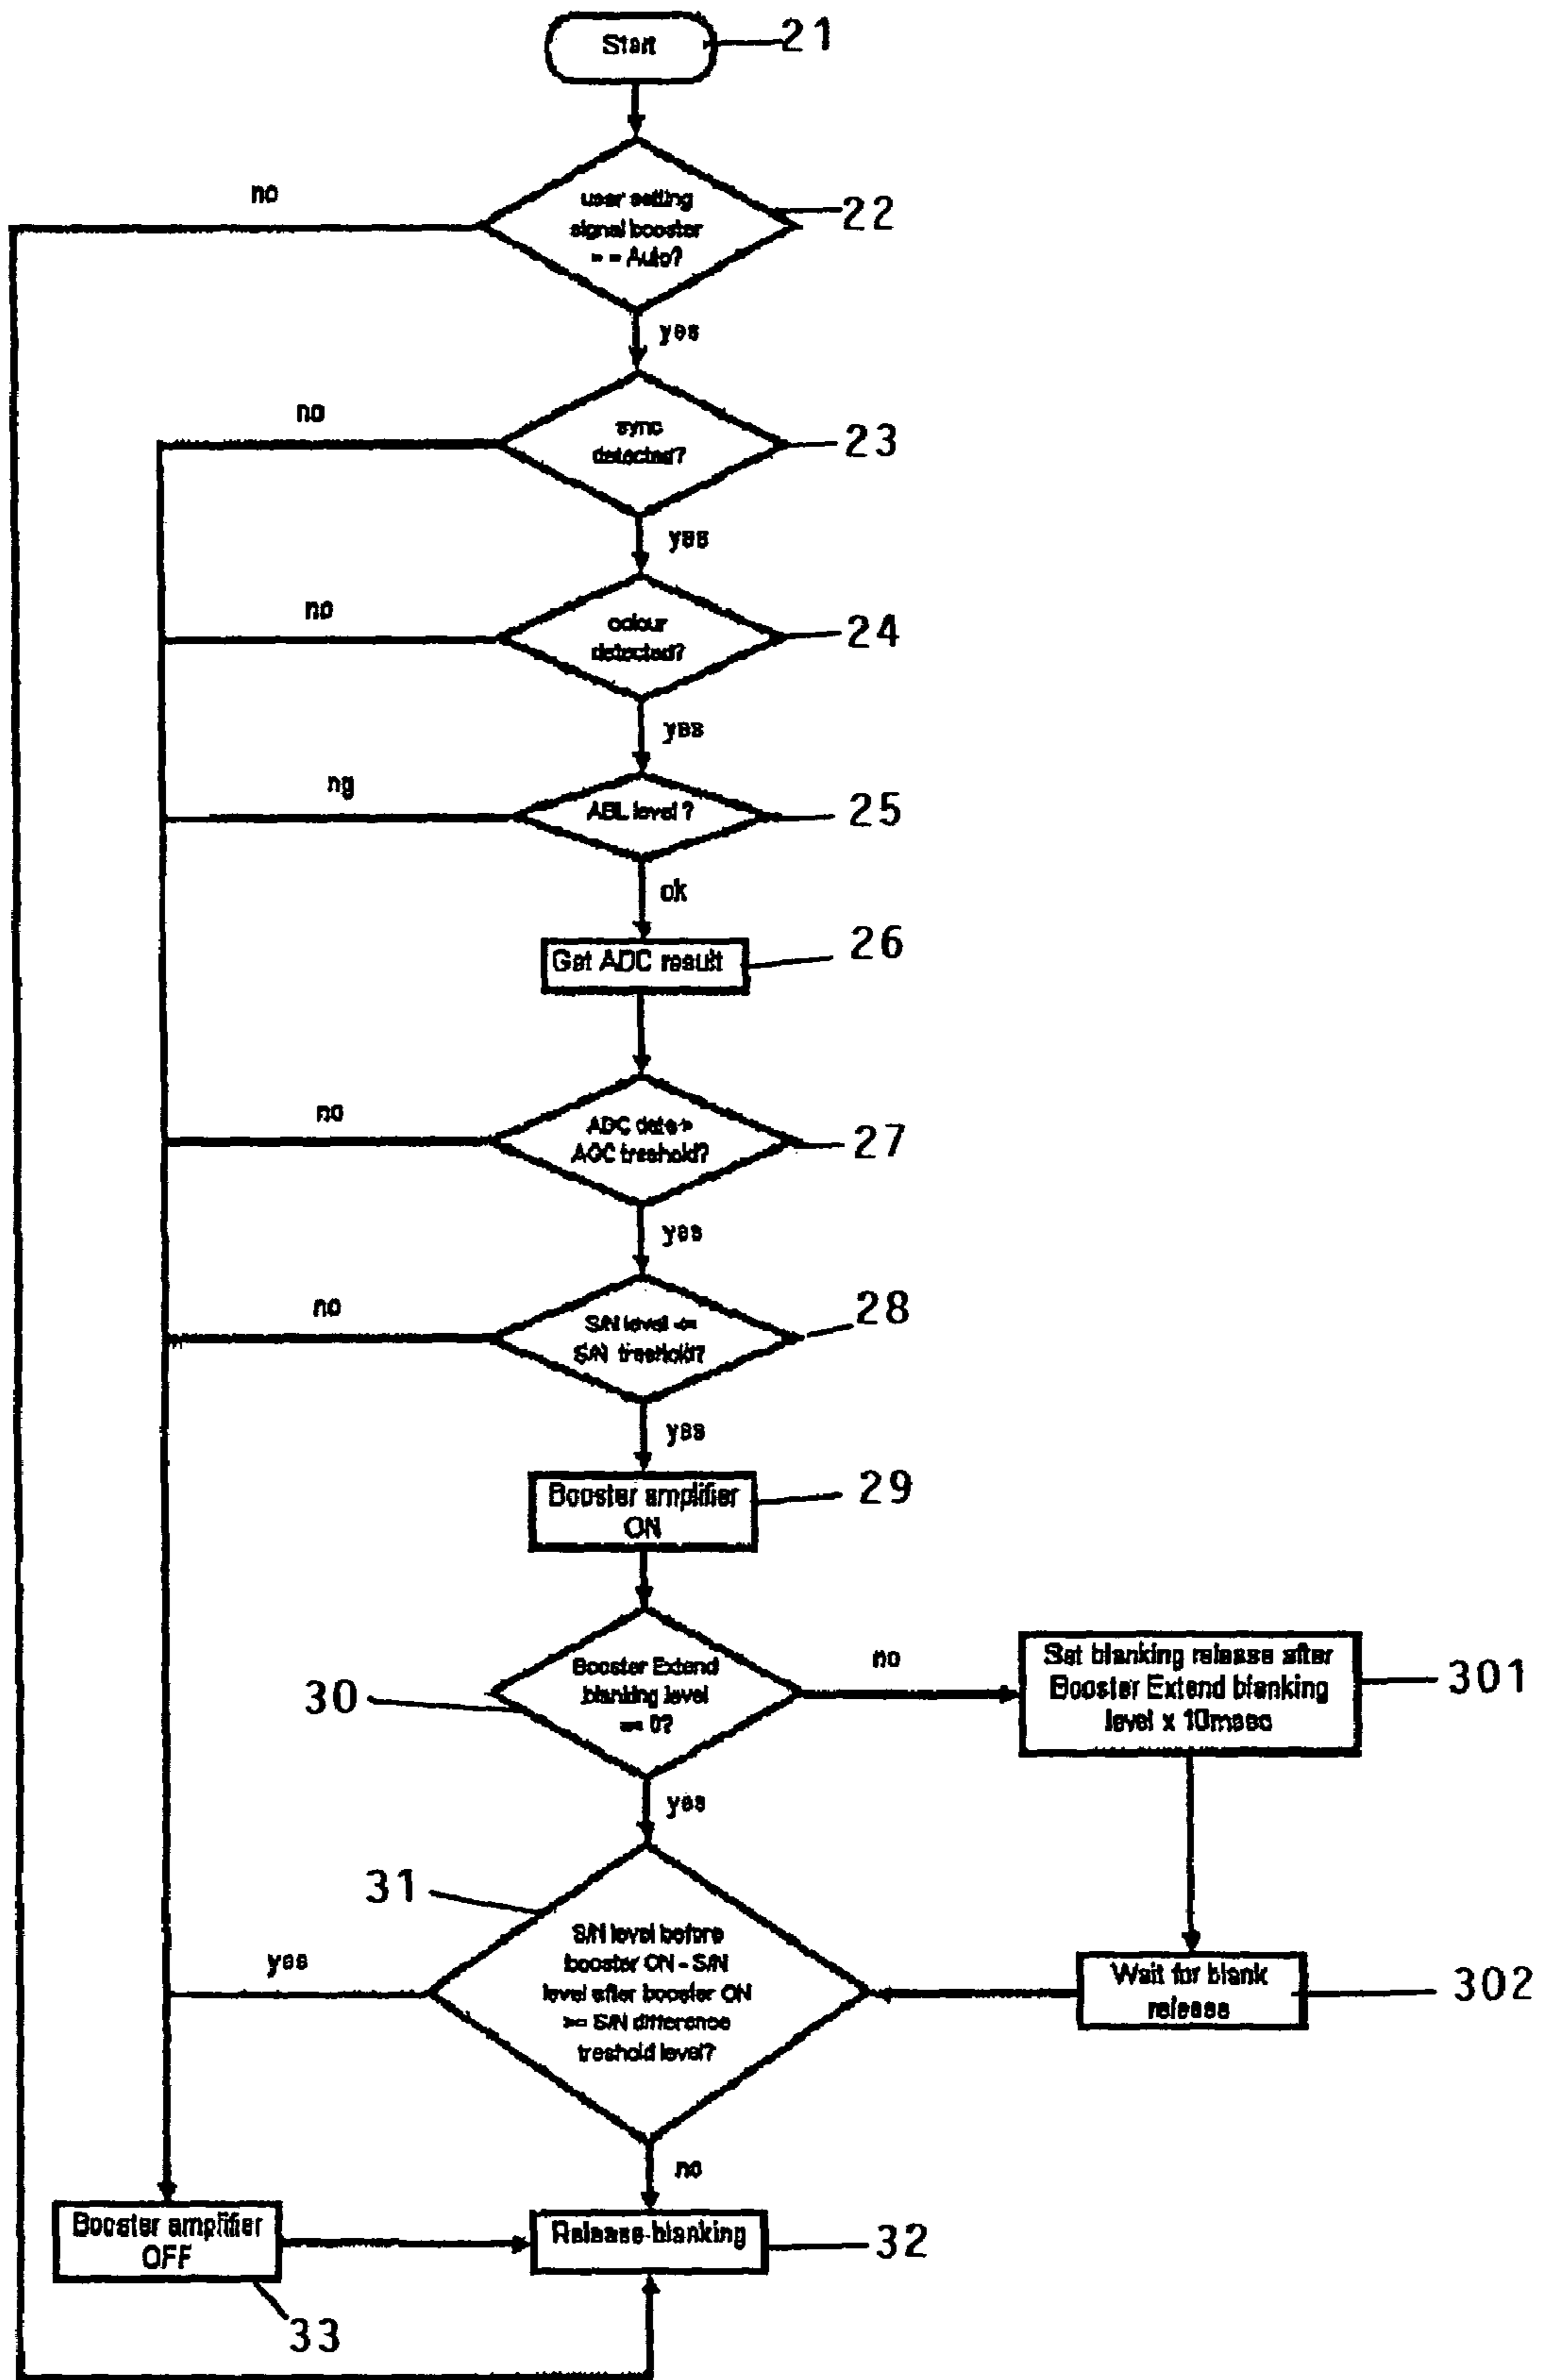 Start
21
no
user setting
signal booster
== Auto?
22
yes
no
sync
detected?
23
yes
no
colour
detected?
24
yes
ng
ABL level ?
25
ok
Get ADC result
26
no
ADC data >
AGC treshold?
27
yes
no
S/N level <=
S/N treshold?
28
yes
Booster amplifier
ON
29
Booster Extend
blanking level
== 0?
30
no
Set blanking release after
Booster Extend blanking
level x 10msec
301
yes
31
S/N level before
booster ON - S/N
level after booster ON
>= S/N difference
treshold level?
yes
Wait for blank
release
302
no
Booster amplifier
OFF
Release blanking
32
33